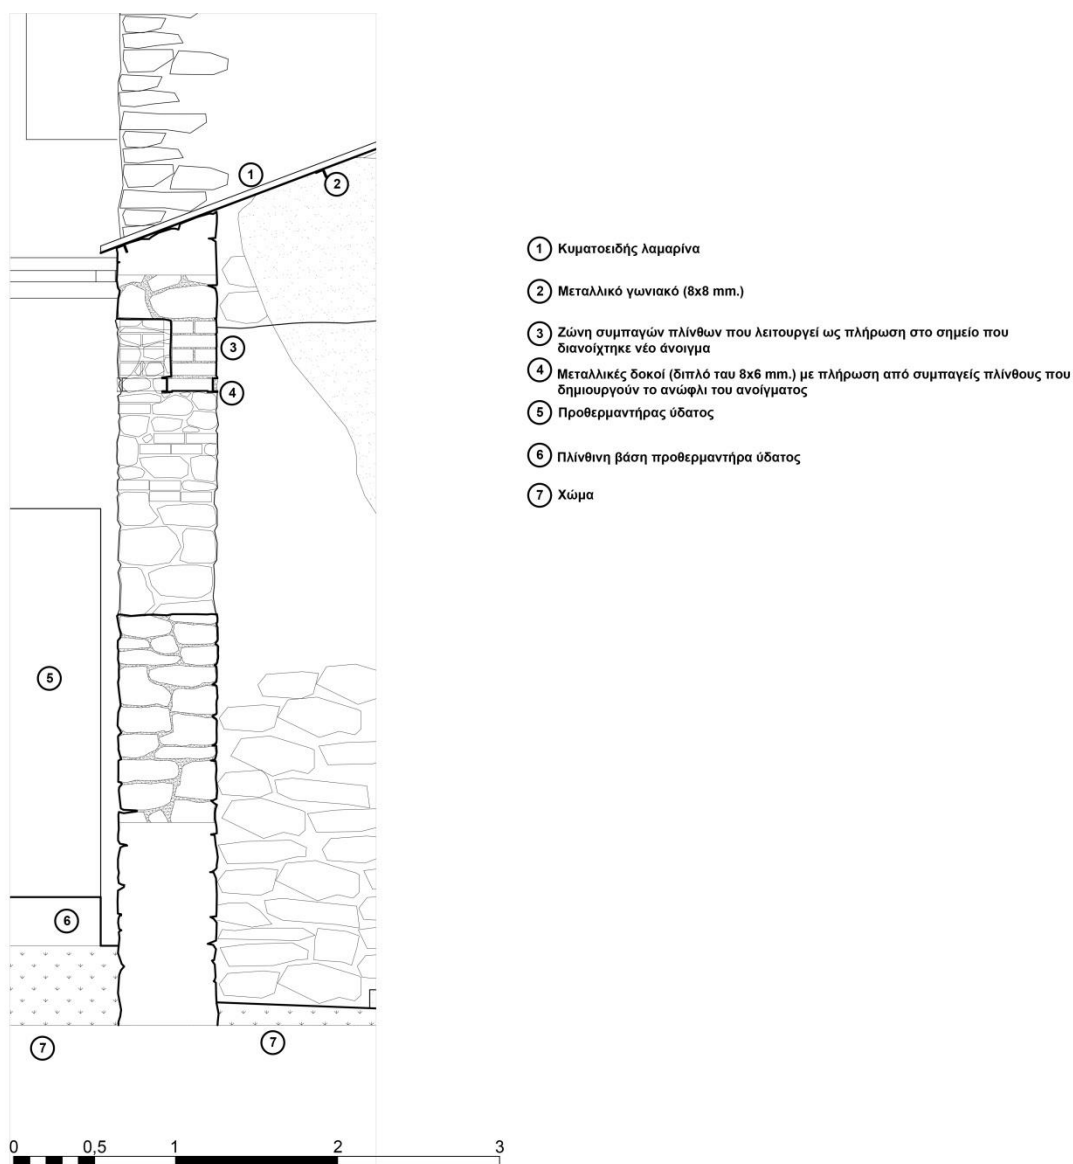 1
2
1 Κυματοειδής λαμαρίνα
2 Μεταλλικό γωνιακό (8x8 mm.)
3
3 Ζώνη συμπαγών πλίνθων που λειτουργεί ως πλήρωση στο σημείο που
διανοίχτηκε νέο άνοιγμα
4
4 Μεταλλικές δοκοί (διπλό ταυ 8x6 mm.) με πλήρωση από συμπαγείς πλίνθους που
δημιουργούν το ανώφλι του ανοίγματος
5 Προθερμαντήρας ύδατος
6 Πλίνθινη βάση προθερμαντήρα ύδατος
7 Χώμα
5
6
7
7
0 0,5 1 2 3